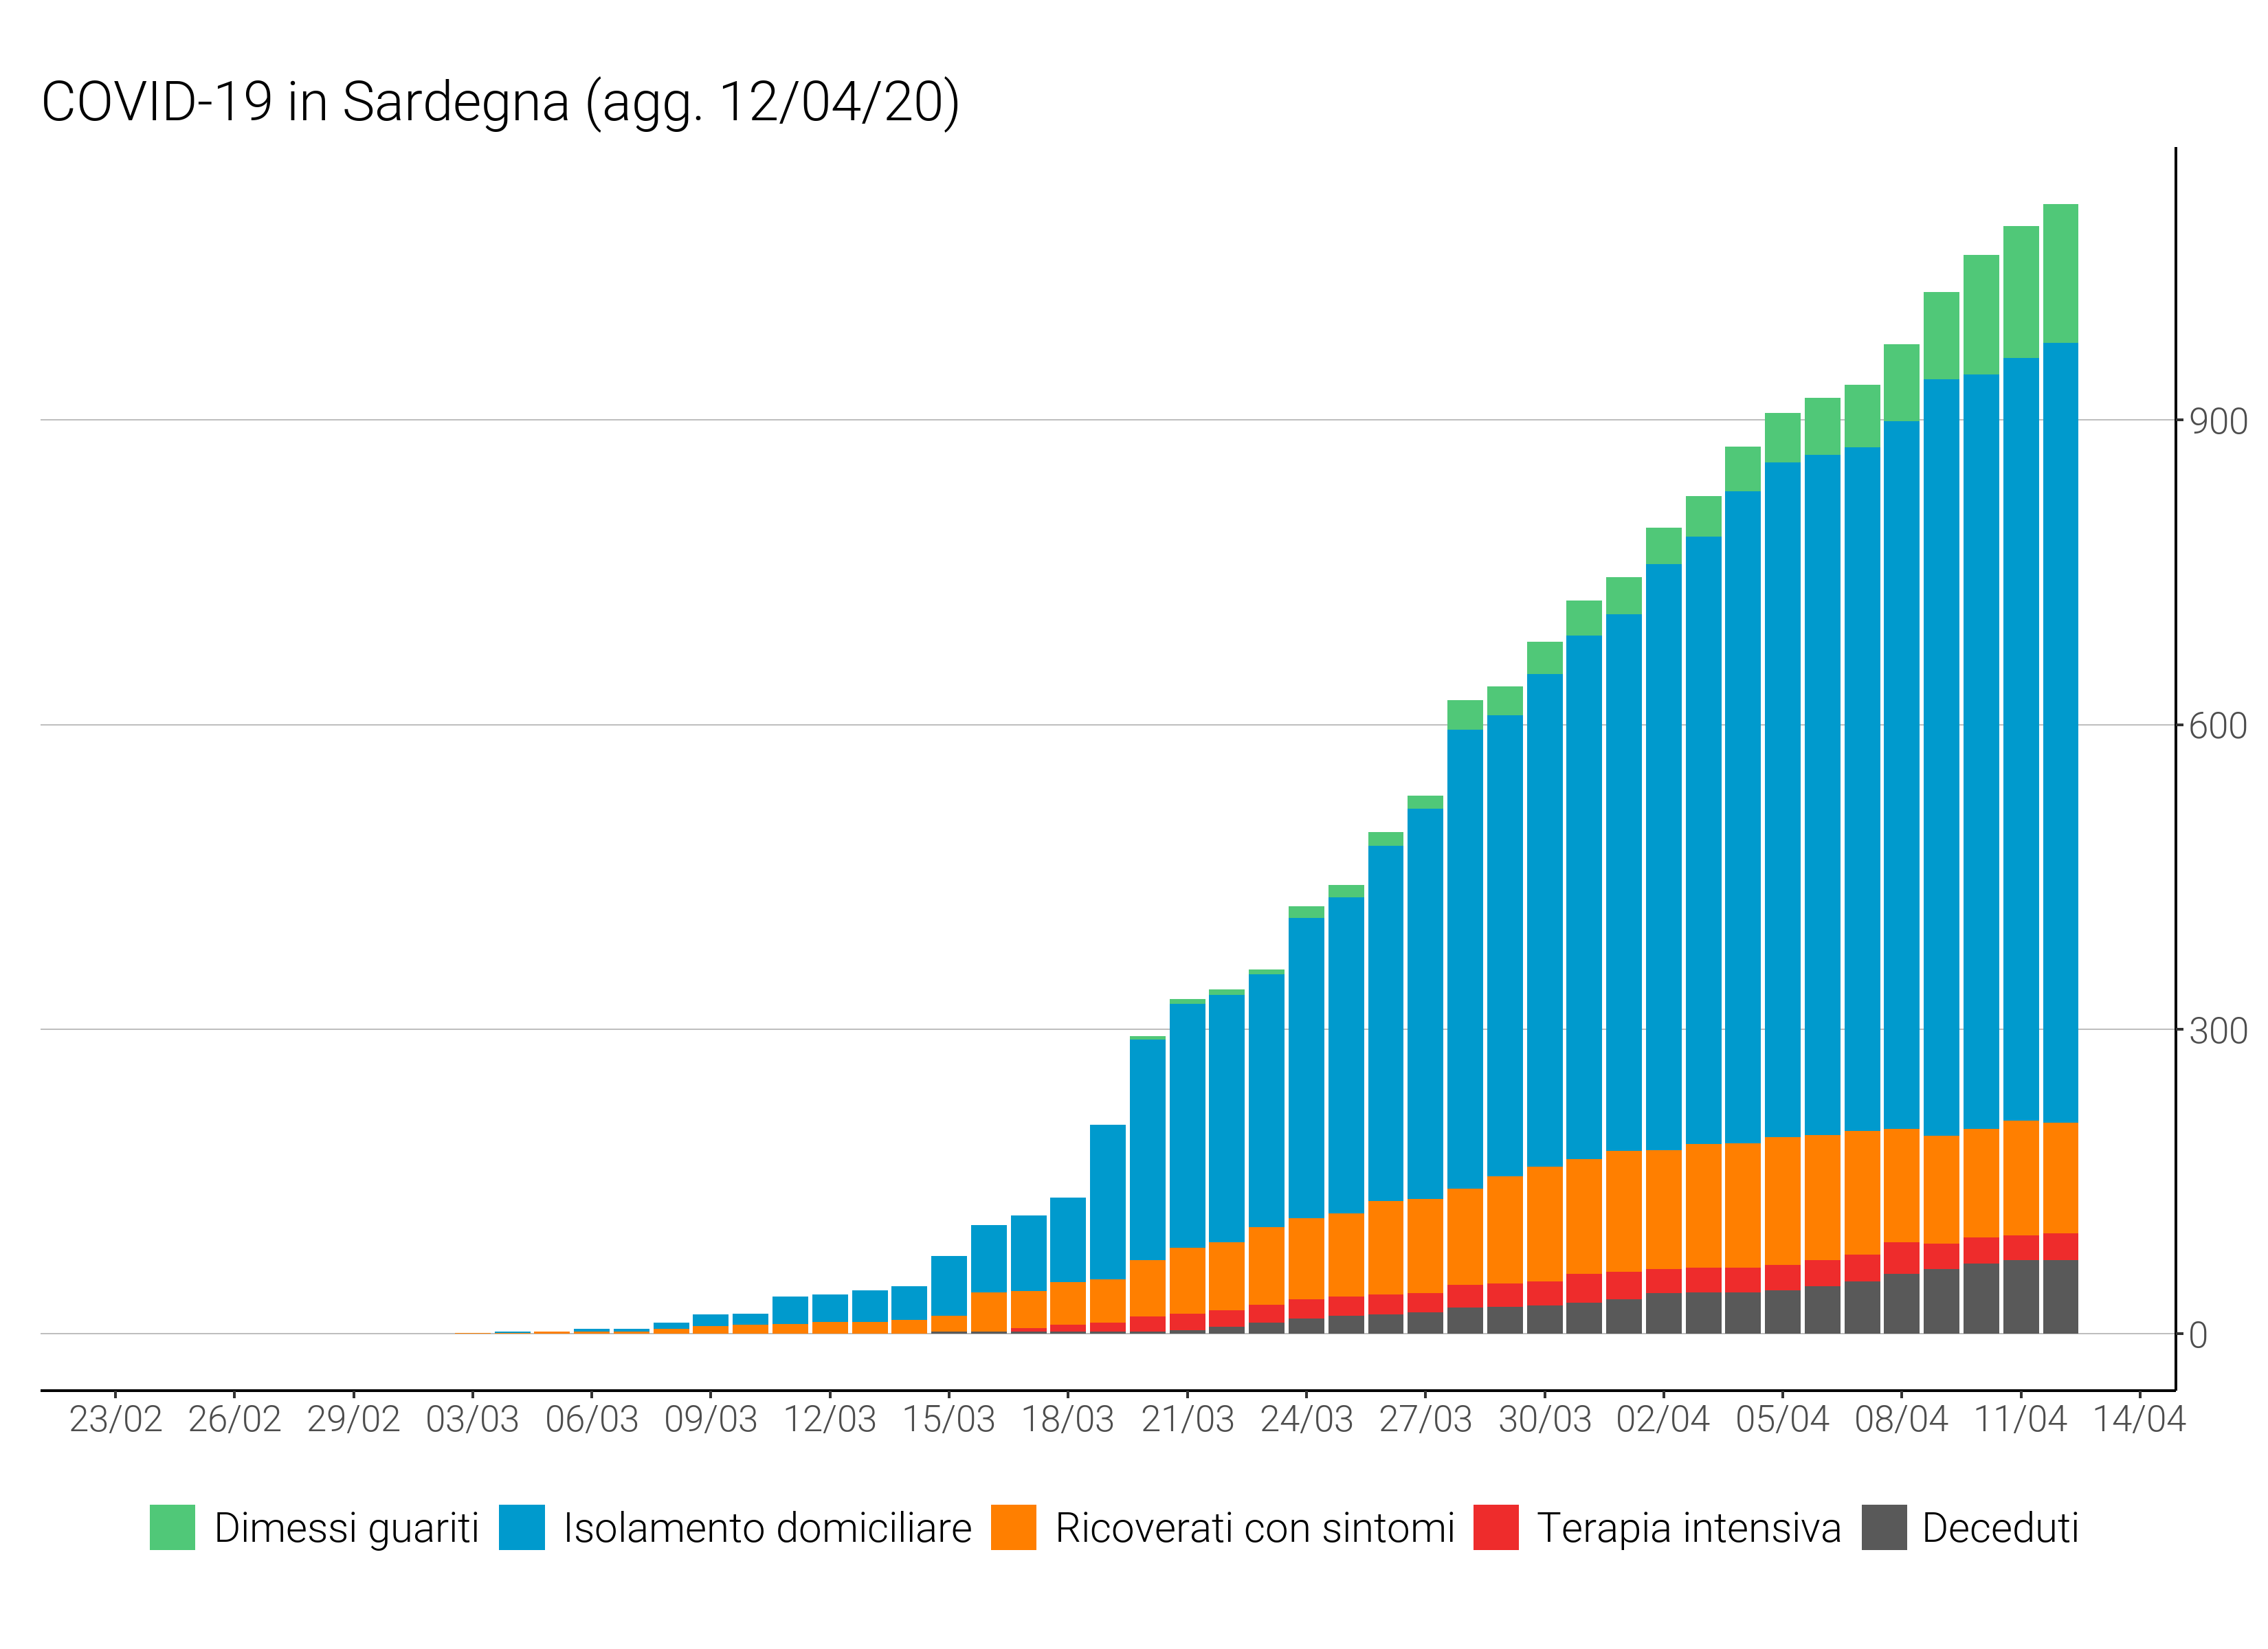 COVID-19 in Sardegna (agg. 12/04/20)
900
600
300
0
23/02 26/02 29/02 03/03 06/03 09/03 12/03 15/03 18/03 21/03 24/03 27/03 30/03 02/04 05/04 08/04 11/04 14/04
Dimessi guariti Isolamento domiciliare Ricoverati con sintomi Terapia intensiva Deceduti